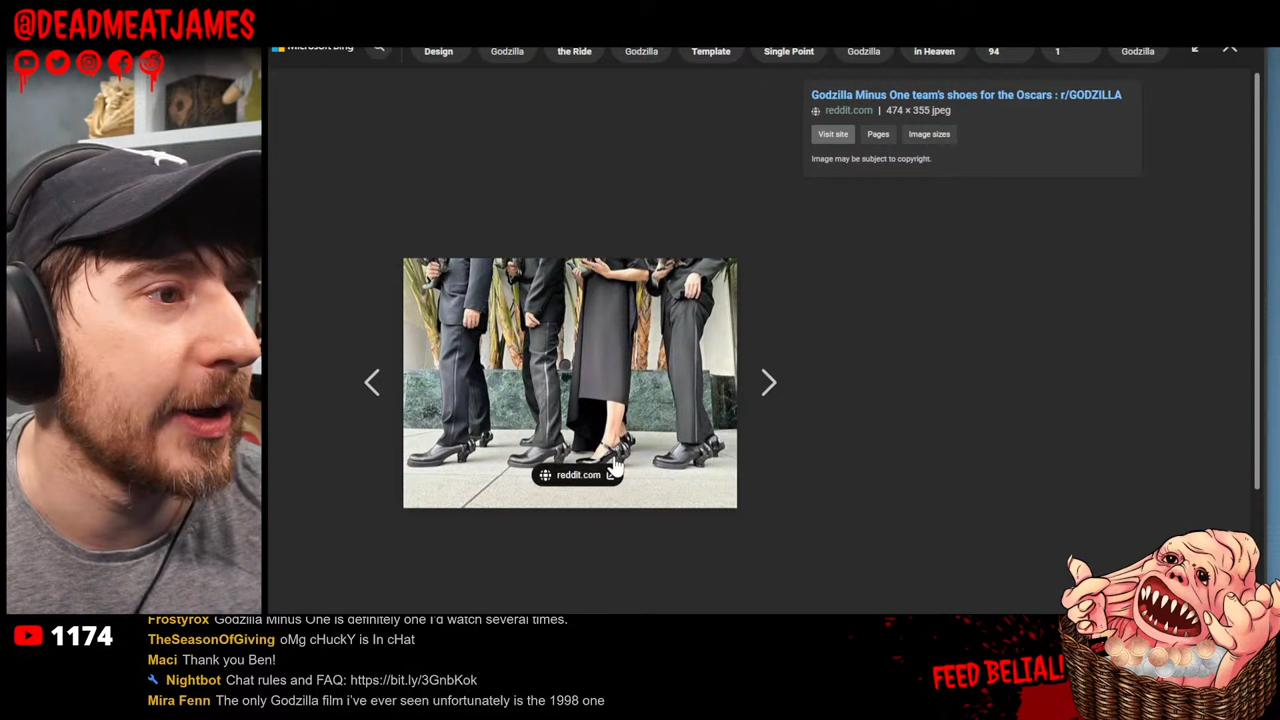 @DEADMEATJAMES
Microsoft Bing
Design
Godzilla
the Ride
Godzilla
Template
Single Point
Godzilla
in Heaven
94
1
Godzilla
Godzilla Minus One team's shoes for the Oscars : r/GODZILLA
reddit.com | 474 × 355 jpeg
Visit site
Pages
Image sizes
Image may be subject to copyright.
reddit.com
Frostyrox Godzilla Minus One is definitely one I'd watch several times.
TheSeasonOfGiving oMg cHuckY is In cHat
Maci Thank you Ben!
Nightbot Chat rules and FAQ: https://bit.ly/3GnbKok
Mira Fenn The only Godzilla film i've ever seen unfortunately is the 1998 one
1174
FEED BELIAL!